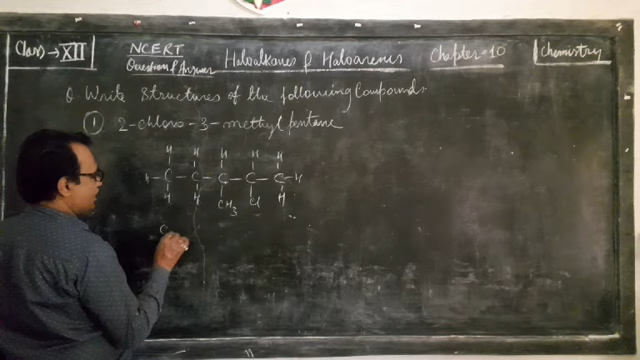 Class → XII
NCERT
Question & Answer
Haloalkanes & Haloarenes
Chapter - 10
Chemistry
Q. Write Structures of the following Compounds.
① 2-chloro-3-methyl pentane
H H H H H
H - C - C - C - C - C - H
H H CH3 Cl H
C